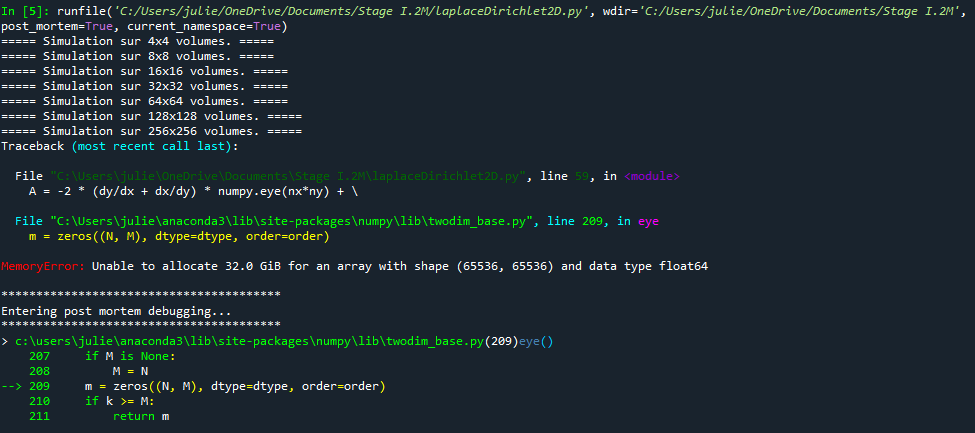 In [5]: runfile('C:/Users/julie/OneDrive/Documents/Stage I.2M/laplaceDirichlet2D.py', wdir='C:/Users/julie/OneDrive/Documents/Stage I.2M',
post_mortem=True, current_namespace=True)
===== Simulation sur 4x4 volumes. =====
===== Simulation sur 8x8 volumes. =====
===== Simulation sur 16x16 volumes. =====
===== Simulation sur 32x32 volumes. =====
===== Simulation sur 64x64 volumes. =====
===== Simulation sur 128x128 volumes. =====
===== Simulation sur 256x256 volumes. =====
Traceback (most recent call last):
File "C:\Users\julie\OneDrive\Documents\Stage I.2M\laplaceDirichlet2D.py", line 59, in <module>
A = -2 * (dy/dx + dx/dy) * numpy.eye(nx*ny) + \
File "C:\Users\julie\anaconda3\lib\site-packages\numpy\lib\twodim_base.py", line 209, in eye
m = zeros((N, M), dtype=dtype, order=order)
MemoryError: Unable to allocate 32.0 GiB for an array with shape (65536, 65536) and data type float64
****************************************
Entering post mortem debugging...
****************************************
> c:\users\julie\anaconda3\lib\site-packages\numpy\lib\twodim_base.py(209)eye()
207 if M is None:
208 M = N
--> 209 m = zeros((N, M), dtype=dtype, order=order)
210 if k >= M:
211 return m